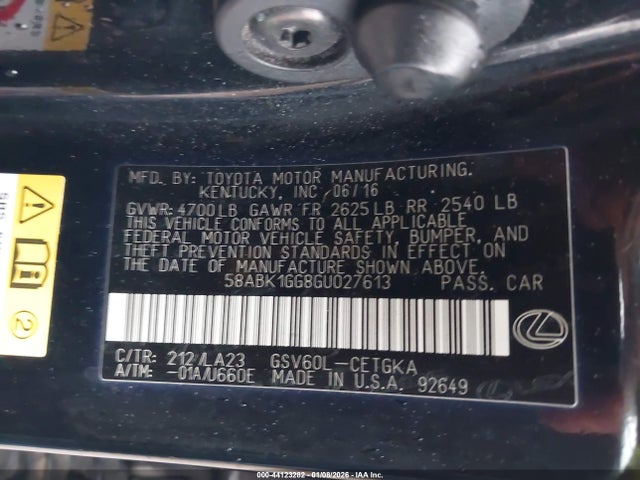 MFD. BY: TOYOTA MOTOR MANUFACTURING.
KENTUCKY, INC 06/16
GVWR:4700LB GAWR FR 2625LB RR 2540 LB
THIS VEHICLE CONFORMS TO ALL APPLICABLE
FEDERAL MOTOR VEHICLE SAFETY, BUMPER, AND
THEFT PREVENTION STANDARDS IN EFFECT ON
THE DATE OF MANUFACTURE SHOWN ABOVE.
58ABK1GG8GU027613 PASS. CAR
C/TR: 212/LA23 GSV60L-CETGKA
A/TM: -01A/U660E MADE IN U.S.A. 92649
2
000-44123282 - 01/08/2026 - IAA Inc.